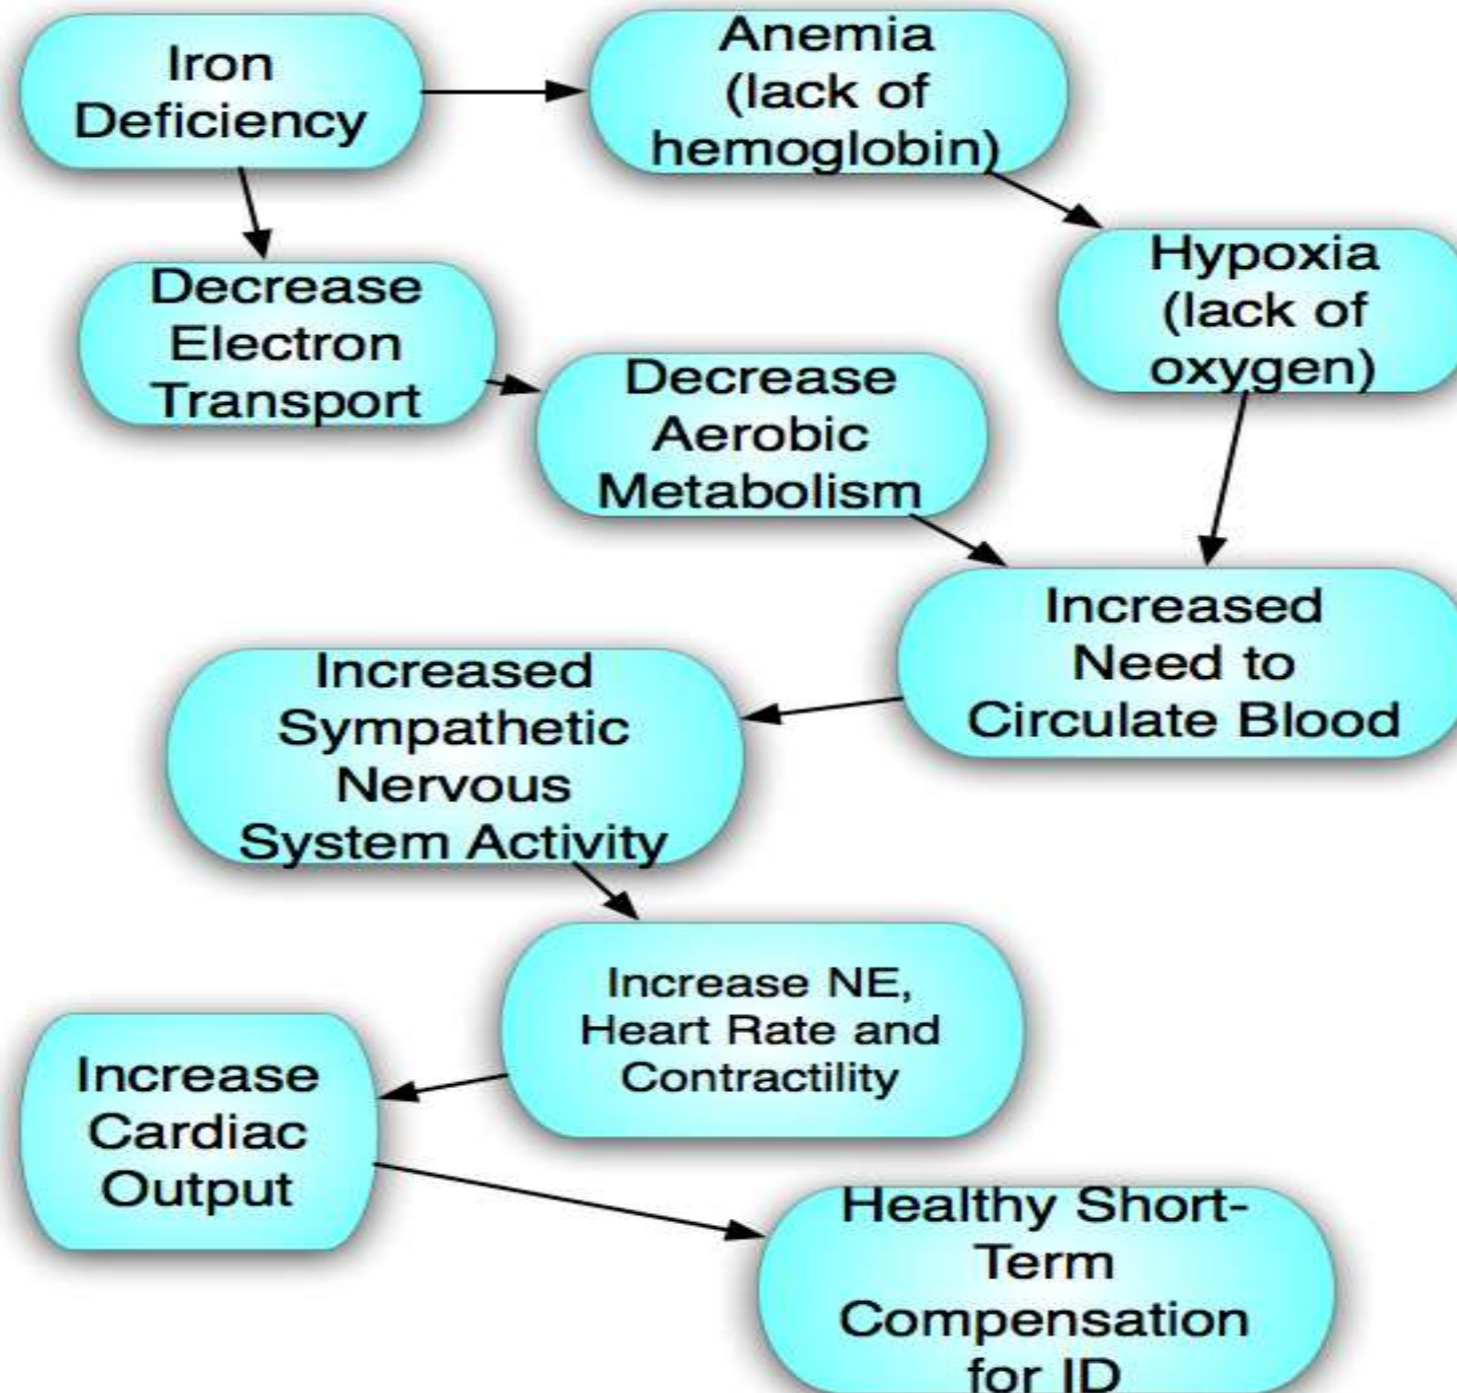 Iron
Deficiency
Anemia
(lack of
hemoglobin)
Hypoxia
(lack of
oxygen)
Decrease
Electron
Transport
Decrease
Aerobic
Metabolism
Increased
Need to
Circulate Blood
Increased
Sympathetic
Nervous
System Activity
Increase NE,
Heart Rate and
Contractility
Increase
Cardiac
Output
Healthy Short-
Term
Compensation
for ID